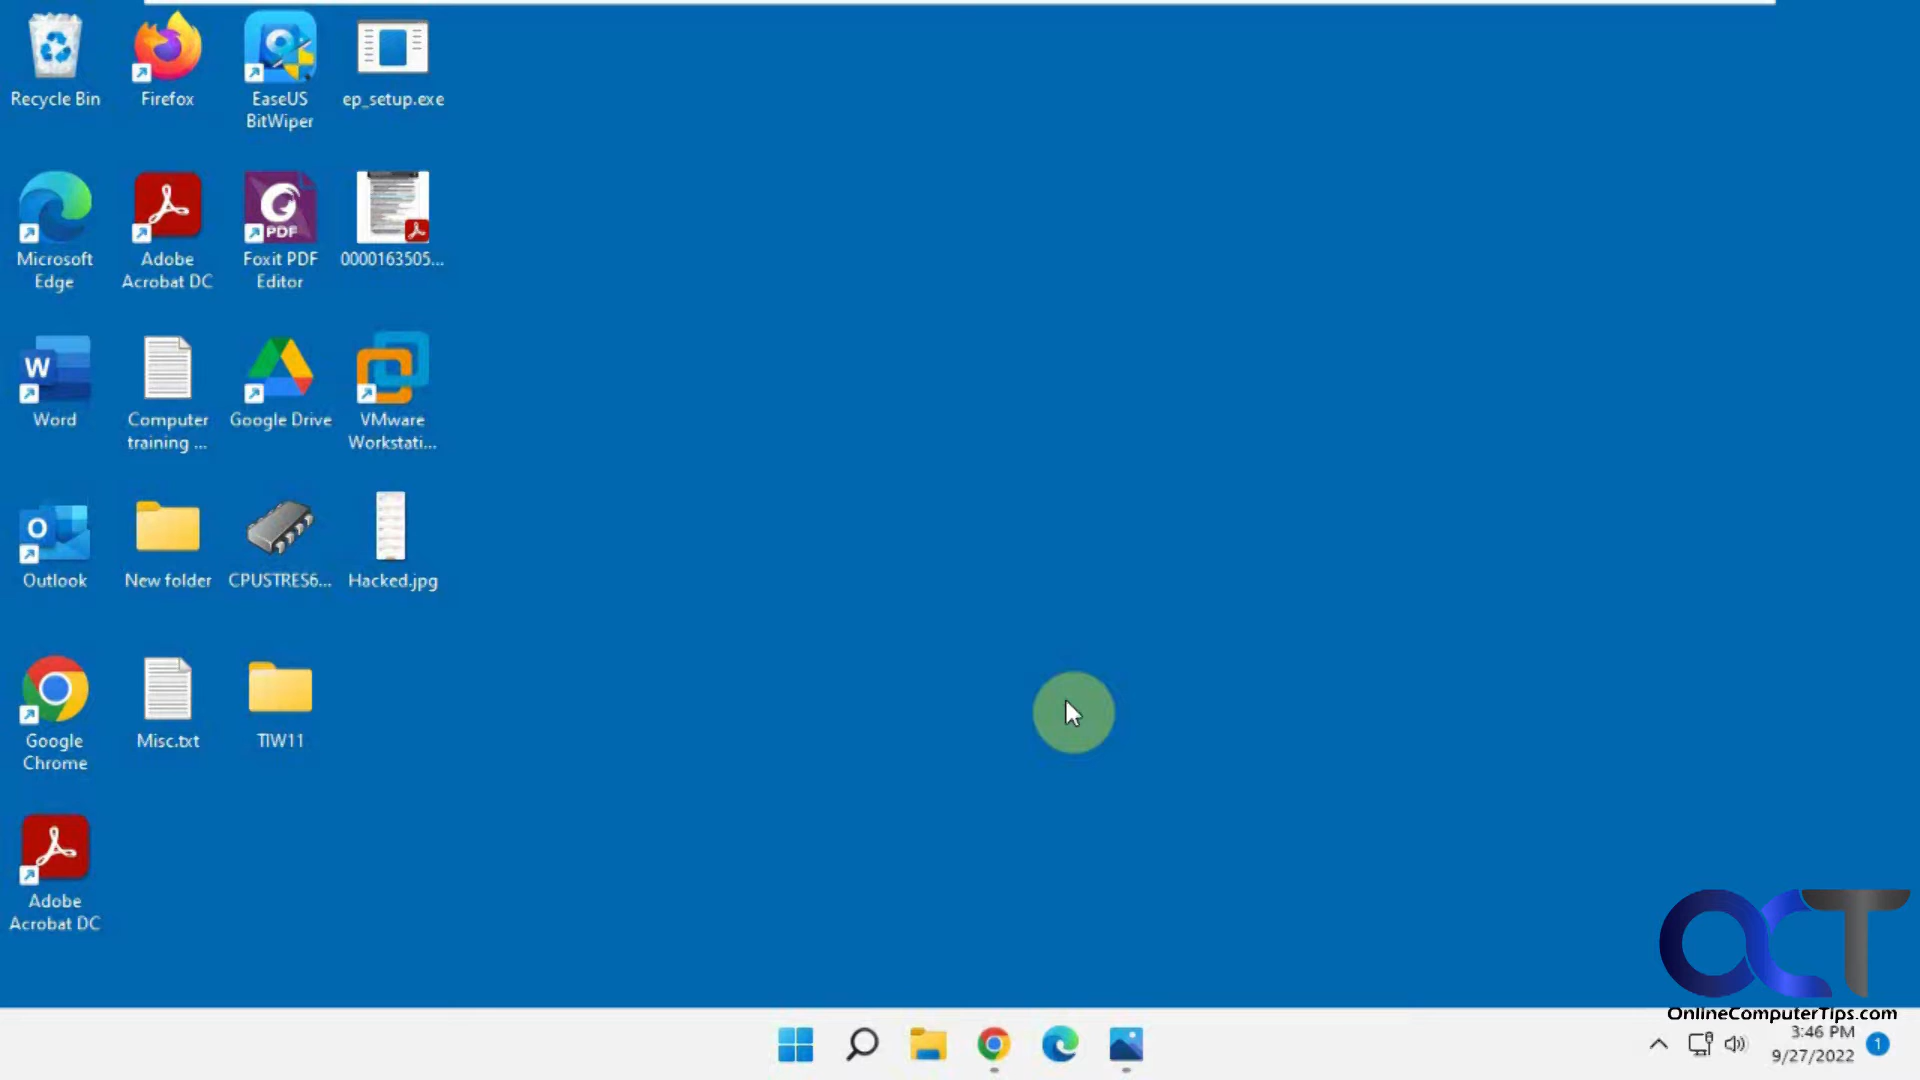 Recycle Bin
Firefox
EaseUS
BitWiper
ep_setup.exe
Microsoft
Edge
Adobe
Acrobat DC
PDF
Foxit PDF
Editor
0000163505...
W
Word
Computer
training ...
Google Drive
VMware
Workstati...
O
Outlook
New folder
CPUSTRES6...
Hacked.jpg
Google
Chrome
Misc.txt
TIW11
Adobe
Acrobat DC
OCT
OnlineComputerTips.com
3:46 PM
9/27/2022
1